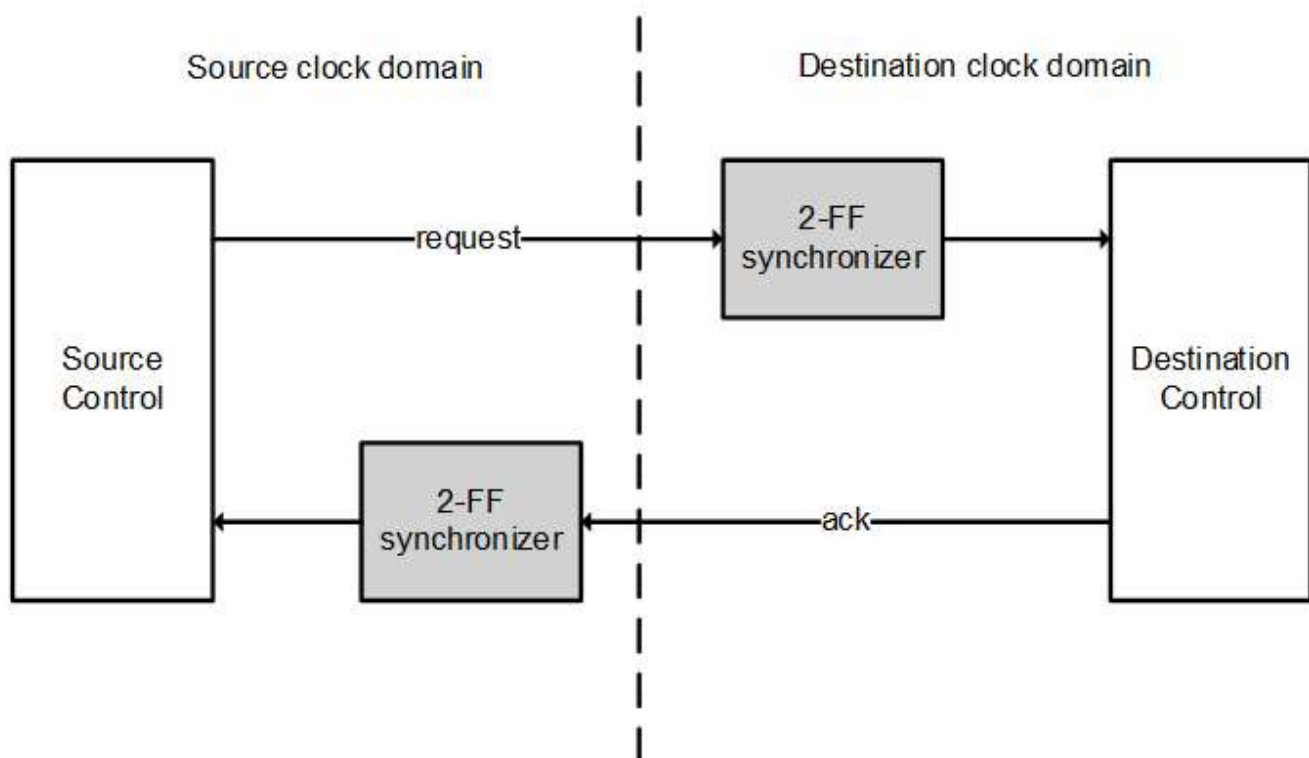 Source clock domain
Destination clock domain
request
2-FF
synchronizer
Source
Control
Destination
Control
2-FF
synchronizer
ack